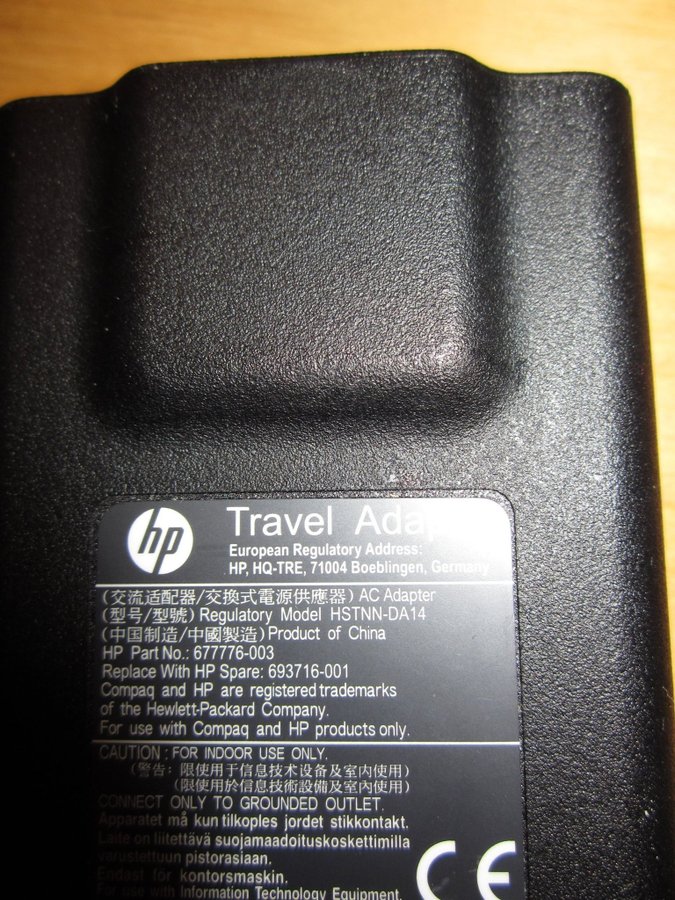 hp Travel Adap
European Regulatory Address:
HP, HQ-TRE, 71004 Boeblingen, Germany
(交流适配器/交換式電源供應器) AC Adapter
(型号/型號) Regulatory Model HSTNN-DA14
(中国制造/中國製造) Product of China
HP Part No.: 677776-003
Replace With HP Spare: 693716-001
Compaq and HP are registered trademarks
of the Hewlett-Packard Company.
For use with Compaq and HP products only.
CAUTION : FOR INDOOR USE ONLY.
(警告: 限使用于信息技术设备及室内使用)
(限使用於信息技術設備及室內使用)
CONNECT ONLY TO GROUNDED OUTLET.
Apparatet må kun tilkoples jordet stikkontakt.
Laite on liitettävä suojamaadoituskoskettimilla
varustettuun pistorasiaan.
Endast för kontorsmaskin.
For use with Information Technology Equipment.
CE